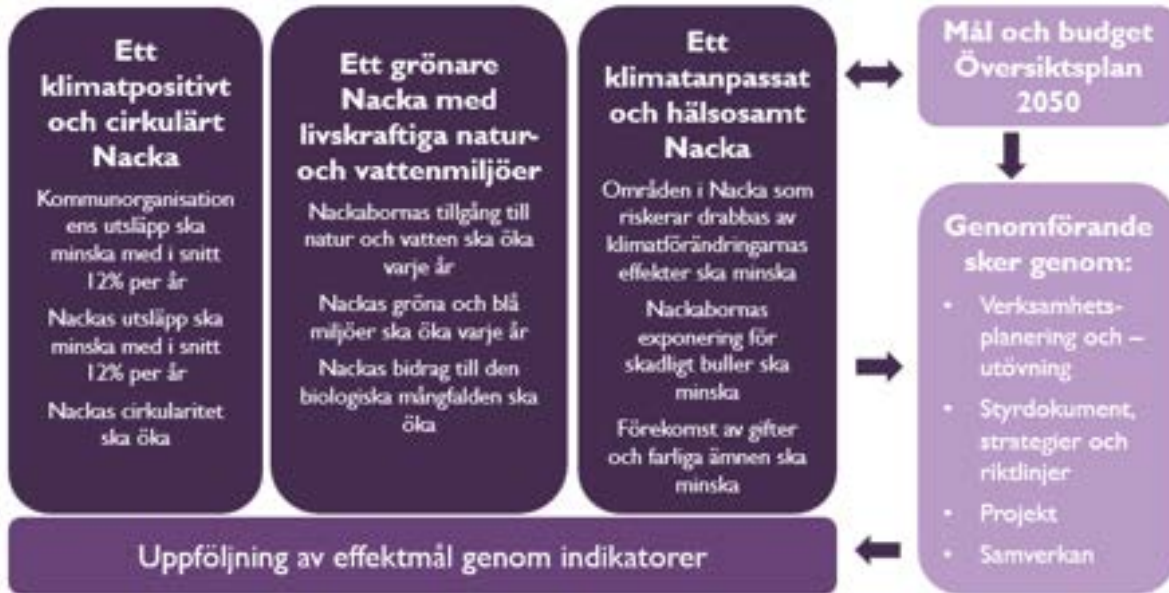 Ett
klimatpositivt
och cirkulärt
Nacka
Kommunorganisation
ens utsläpp ska
minska med i snitt
12% per år
Nackas utsläpp ska
minska med i snitt
12% per år
Nackas cirkularitet
ska öka
Ett grönare
Nacka med
livskraftiga natur-
och vattenmiljöer
Nackabornas tillgång till
natur och vatten ska öka
varje år
Nackas gröna och blå
miljöer ska öka varje år
Nackas bidrag till den
biologiska mångfalden ska
öka
Ett
klimatanpassat
och hälsosamt
Nacka
Områden i Nacka som
riskerar drabbas av
klimatförändringarnas
effekter ska minska
Nackabornas
exponering för
skadligt buller ska
minska
Förekomst av gifter
och farliga ämnen ska
minska
Mål och budget
Översiktsplan
2050
Genomförande
sker genom:
• Verksamhets-
planering och –
utövning
• Styrdokument,
strategier och
riktlinjer
• Projekt
• Samverkan
Uppföljning av effektmål genom indikatorer